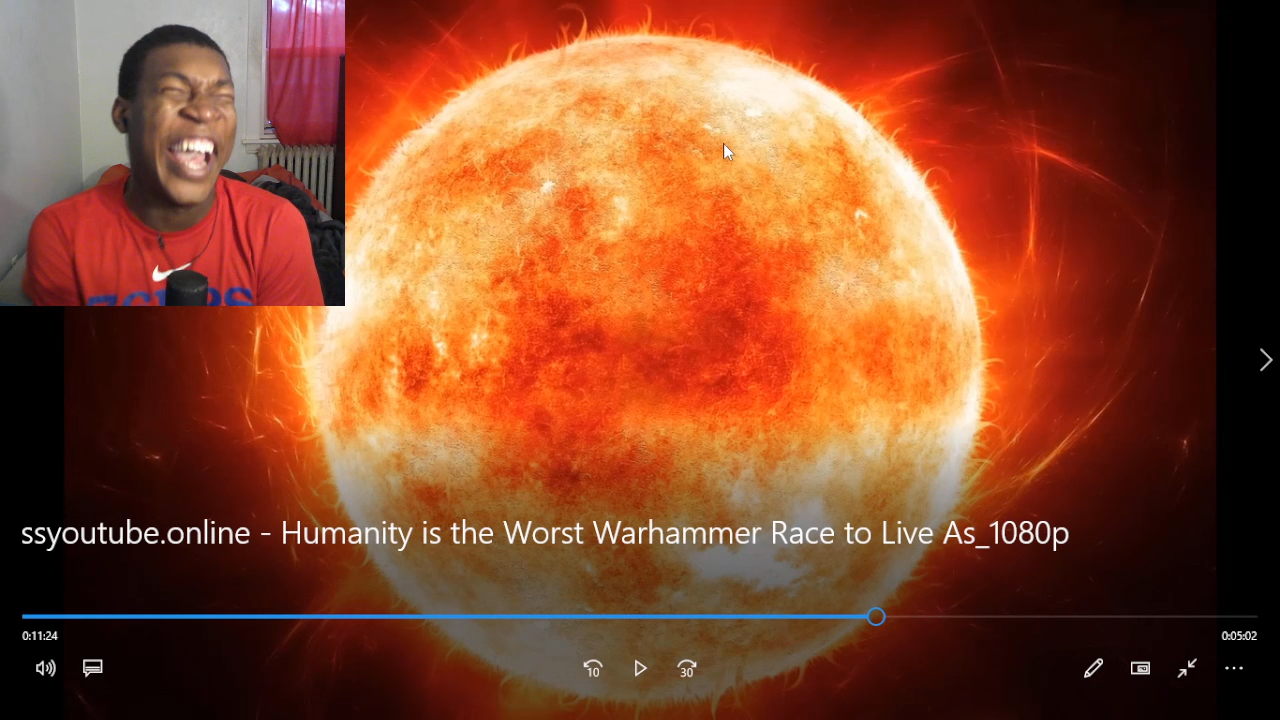 ssyoutube.online - Humanity is the Worst Warhammer Race to Live As_1080p
0:11:24
0:05:02
10
30